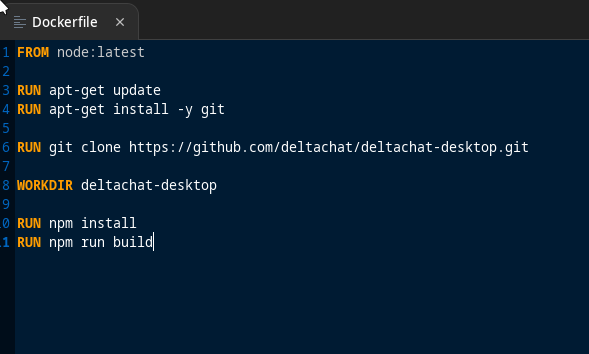 Dockerfile
1 FROM node:latest
2
3 RUN apt-get update
4 RUN apt-get install -y git
5
6 RUN git clone https://github.com/deltachat/deltachat-desktop.git
7
8 WORKDIR deltachat-desktop
9
0 RUN npm install
1 RUN npm run build